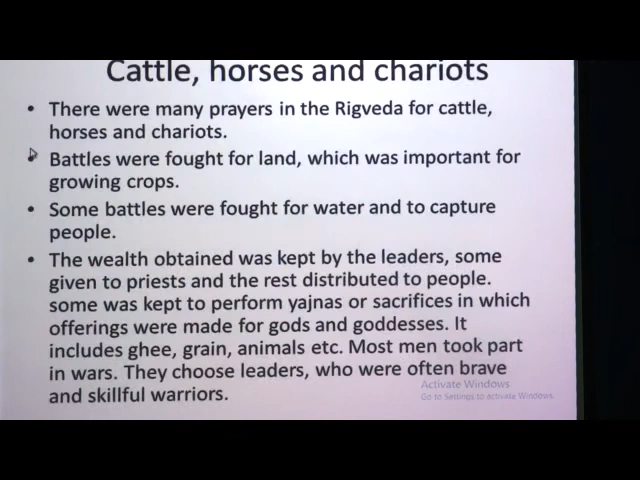 Cattle, horses and chariots
• There were many prayers in the Rigveda for cattle,
horses and chariots.
• Battles were fought for land, which was important for
growing crops.
• Some battles were fought for water and to capture
people.
• The wealth obtained was kept by the leaders, some
given to priests and the rest distributed to people.
some was kept to perform yajnas or sacrifices in which
offerings were made for gods and goddesses. It
includes ghee, grain, animals etc. Most men took part
in wars. They choose leaders, who were often brave
and skillful warriors.
Activate Windows
Go to Settings to activate Windows.